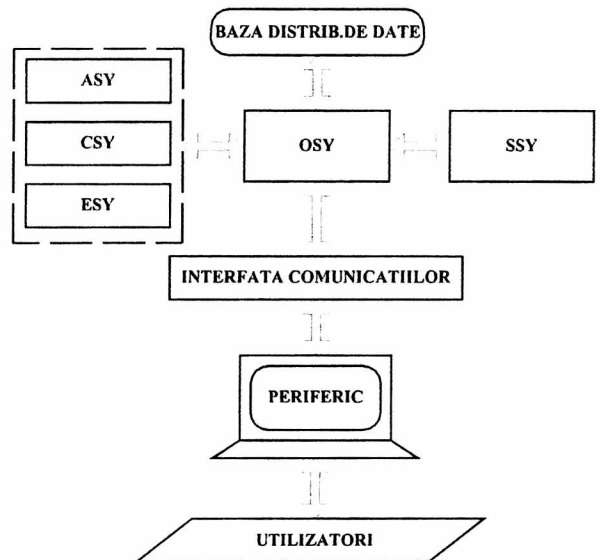 BAZA DISTRIB.DE DATE
ASY
CSY
OSY
SSY
ESY
INTERFATA COMUNICATIILOR
PERIFERIC
UTILIZATORI